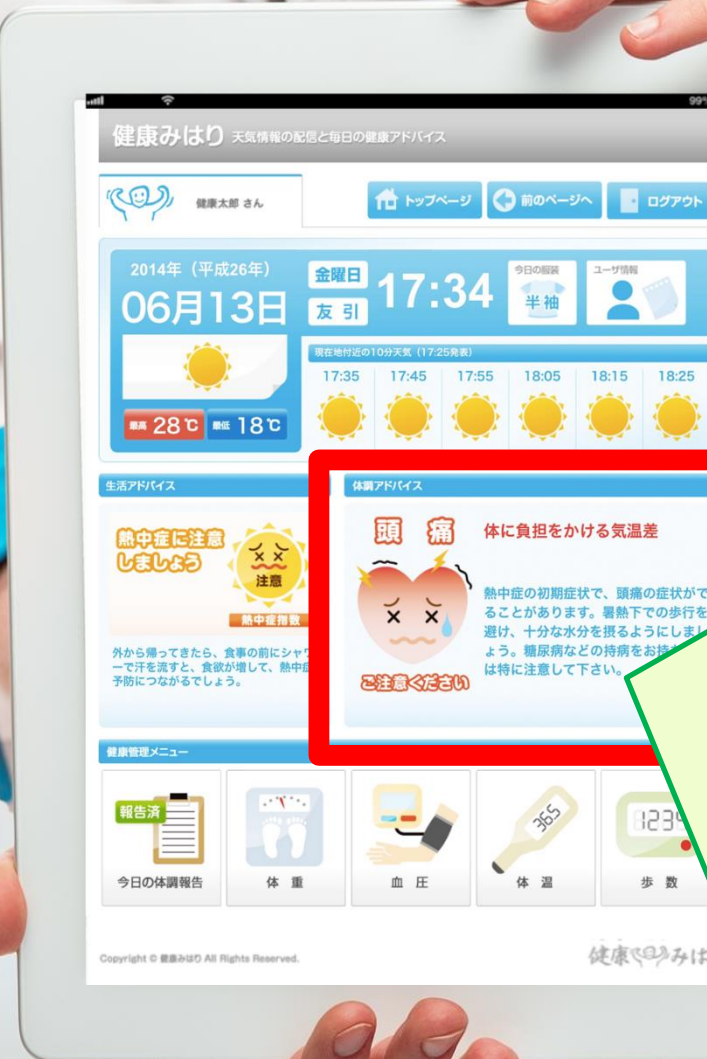 99%
健康みはり 天気情報の配信と毎日の健康アドバイス
健康太郎 さん
トップページ
前のページへ
ログアウト
2014年（平成26年）
06月13日
金曜日
友引
17:34
今日の服装
半袖
ユーザ情報
現在地付近の10分天気（17:25発表）
17:35 17:45 17:55 18:05 18:15 18:25
最高 28℃ 最低 18℃
生活アドバイス
熱中症に注意
しましょう
注意
熱中症指数
外から帰ってきたら、食事の前にシャワ
ーで汗を流すと、食欲が増して、熱中症
予防につながるでしょう。
体調アドバイス
頭 痛
体に負担をかける気温差
ご注意ください
熱中症の初期症状で、頭痛の症状がで
ることがあります。暑熱下での歩行を
避け、十分な水分を摂るようにしまし
ょう。糖尿病などの持病をお持
は特に注意して下さい。
健康管理メニュー
報告済
今日の体調報告
体 重
血 圧
36.5
体 温
1234
歩 数
Copyright © 健康みはり All Rights Reserved.
健康みは